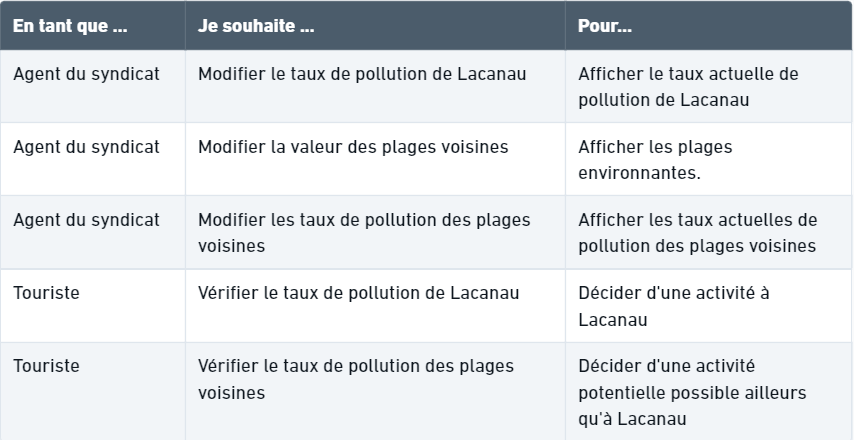 En tant que ...
Je souhaite ...
Pour...
Agent du syndicat
Modifier le taux de pollution de Lacanau
Afficher le taux actuelle de
pollution de Lacanau
Agent du syndicat
Modifier la valeur des plages voisines
Afficher les plages
environnantes.
Agent du syndicat
Modifier les taux de pollution des plages
voisines
Afficher les taux actuelles de
pollution des plages voisines
Touriste
Vérifier le taux de pollution de Lacanau
Décider d'une activité à
Lacanau
Touriste
Vérifier le taux de pollution des plages
voisines
Décider d'une activité
potentielle possible ailleurs
qu'à Lacanau